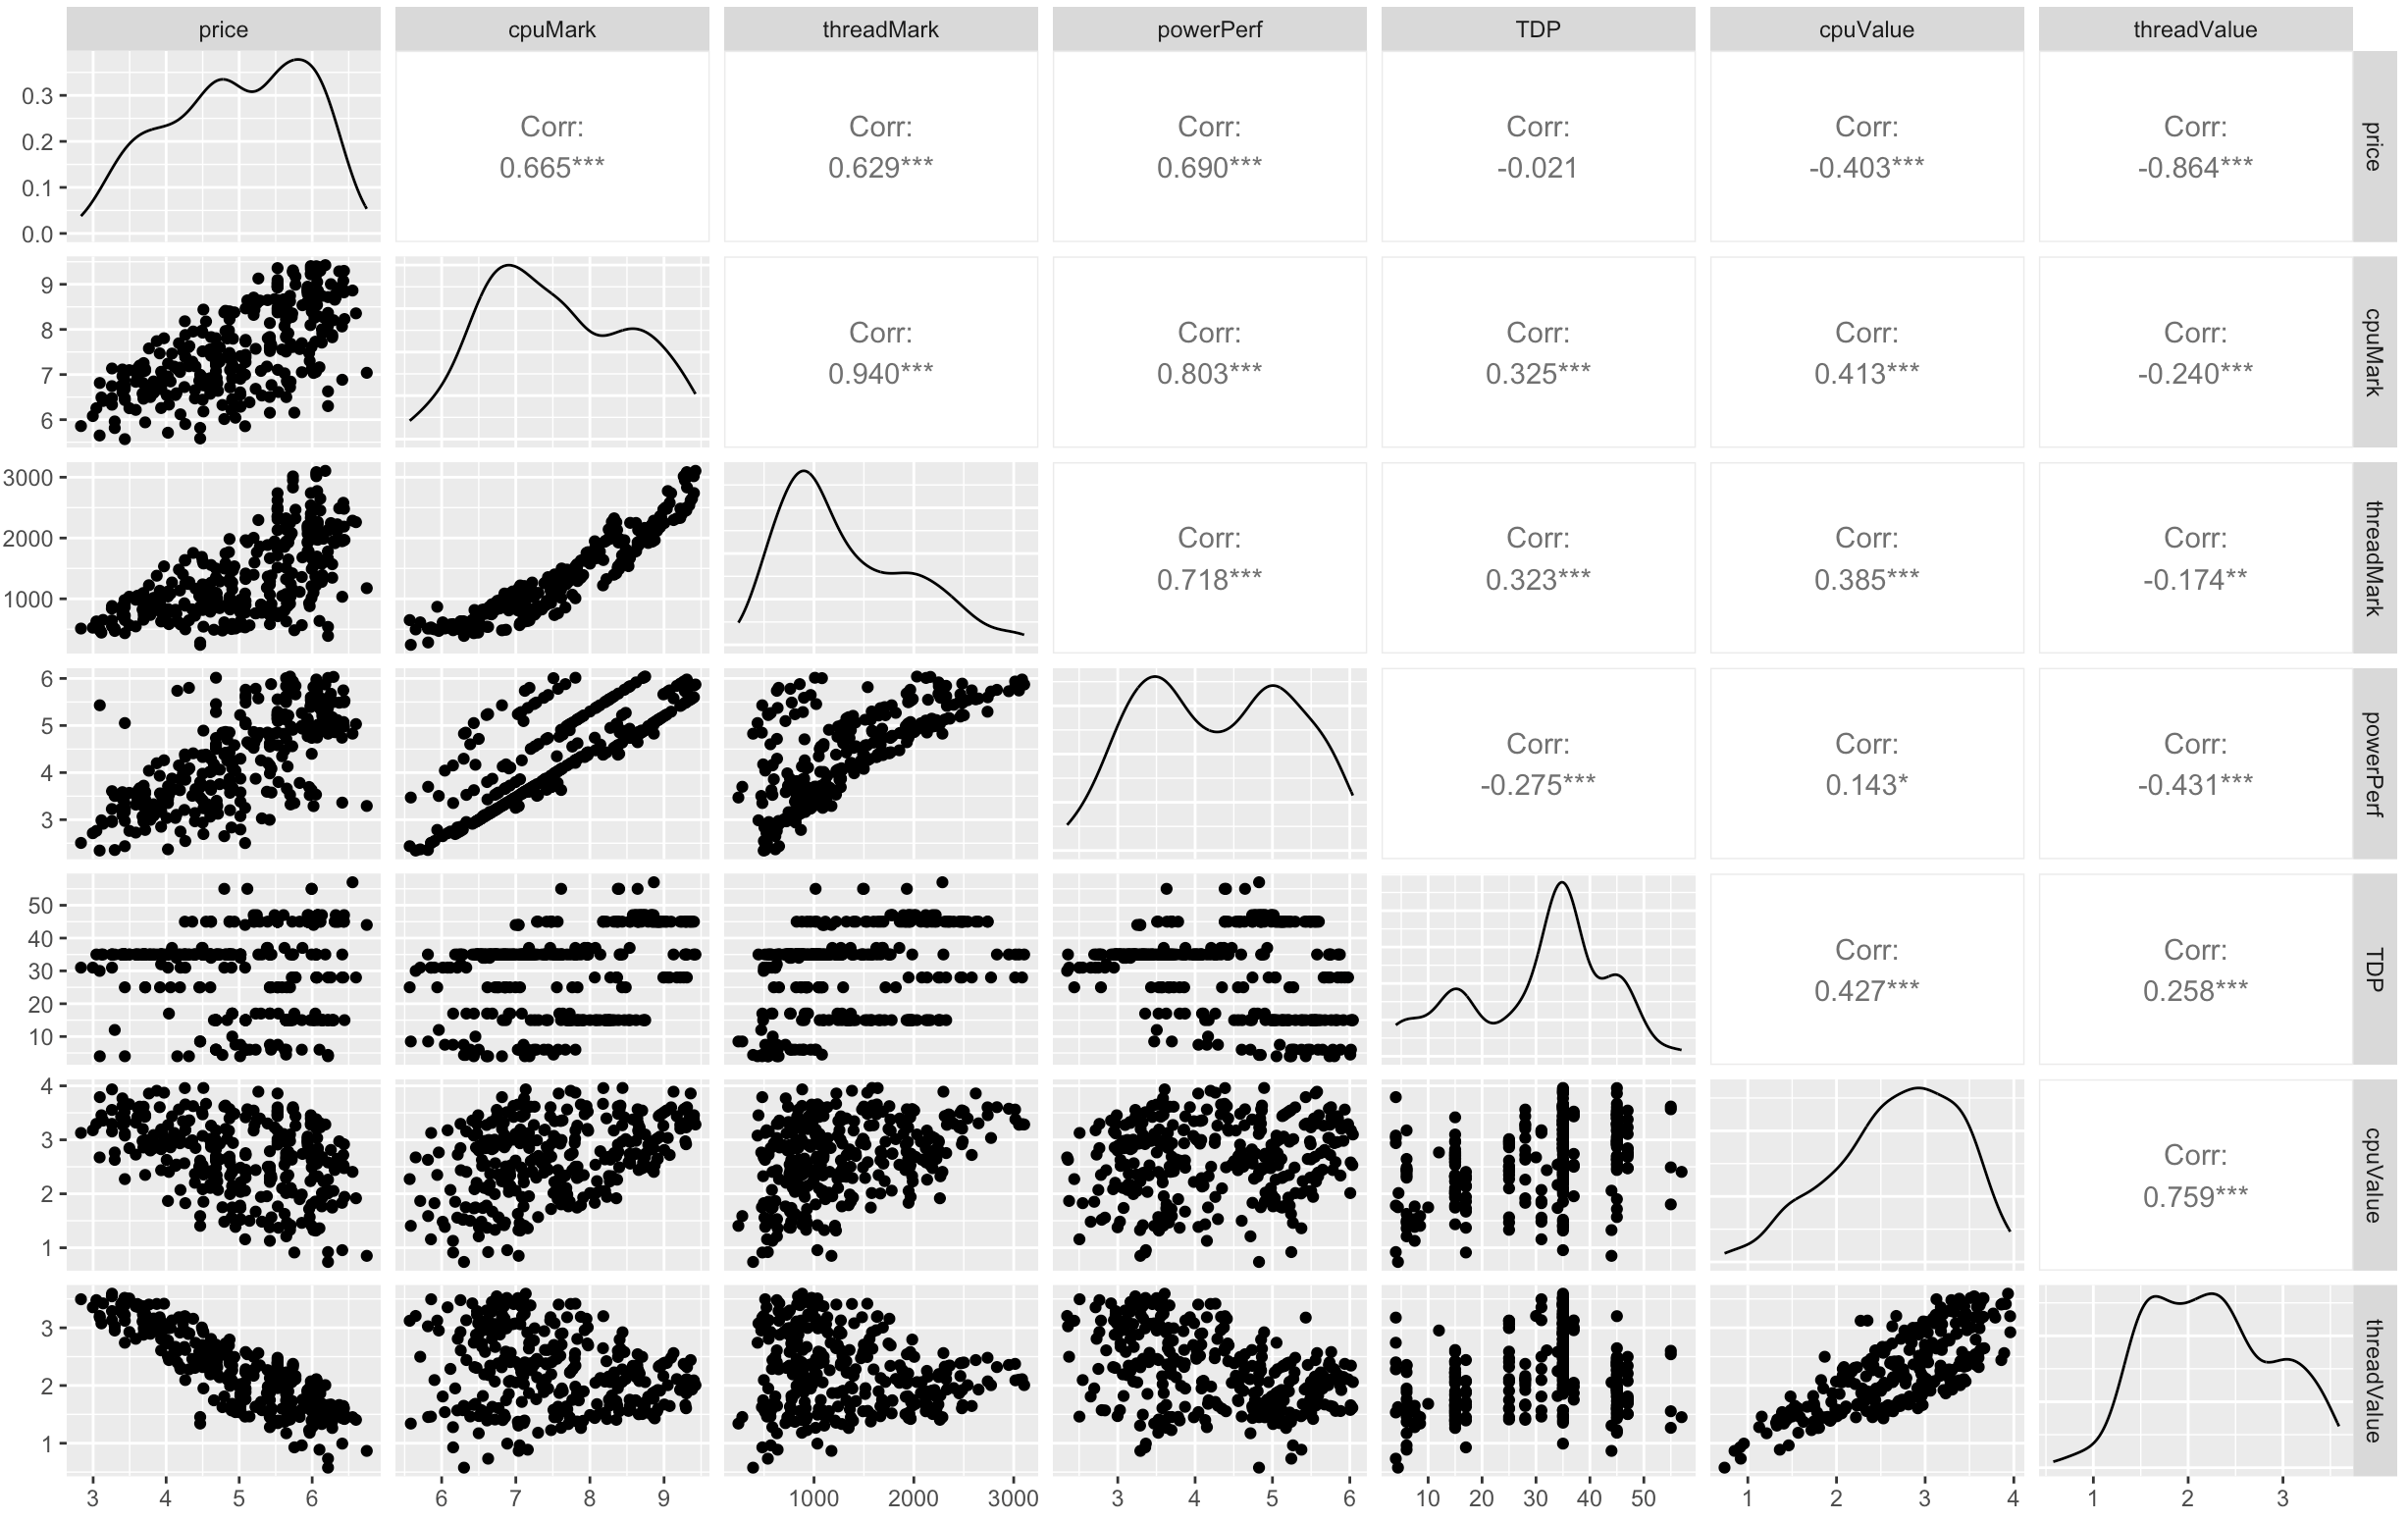 price cpuMark threadMark powerPerf TDP cpuValue threadValue
0.3
0.2
0.1
0.0
Corr:
0.665***
Corr:
0.629***
Corr:
0.690***
Corr:
-0.021
Corr:
-0.403***
Corr:
-0.864***
price
9
8
7
6
Corr:
0.940***
Corr:
0.803***
Corr:
0.325***
Corr:
0.413***
Corr:
-0.240***
cpuMark
3000
2000
1000
Corr:
0.718***
Corr:
0.323***
Corr:
0.385***
Corr:
-0.174**
threadMark
6
5
4
3
Corr:
-0.275***
Corr:
0.143*
Corr:
-0.431***
powerPerf
50
40
30
20
10
Corr:
0.427***
Corr:
0.258***
TDP
4
3
2
1
Corr:
0.759***
cpuValue
3
2
1
threadValue
3 4 5 6
6 7 8 9
1000 2000 3000
3 4 5 6
10 20 30 40 50
1 2 3 4
1 2 3